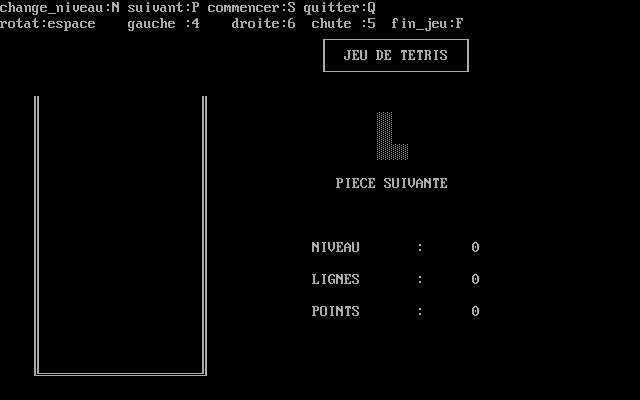 change_niveau:N suivant:P commencer:S quitter:Q
rotat:espace gauche :4 droite:6 chute :5 fin_jeu:F
JEU DE TETRIS
PIECE SUIVANTE
NIVEAU : 0
LIGNES : 0
POINTS : 0